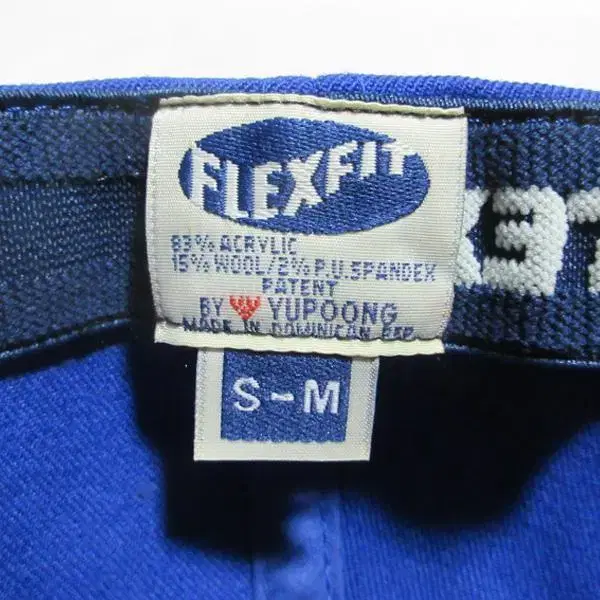 FLEXFIT
83% ACRYLIC
15% WOOL/2% P.U.SPANDEX
PATENT
BY YUPOONG
MADE IN DOMINICAN REP.
S-M